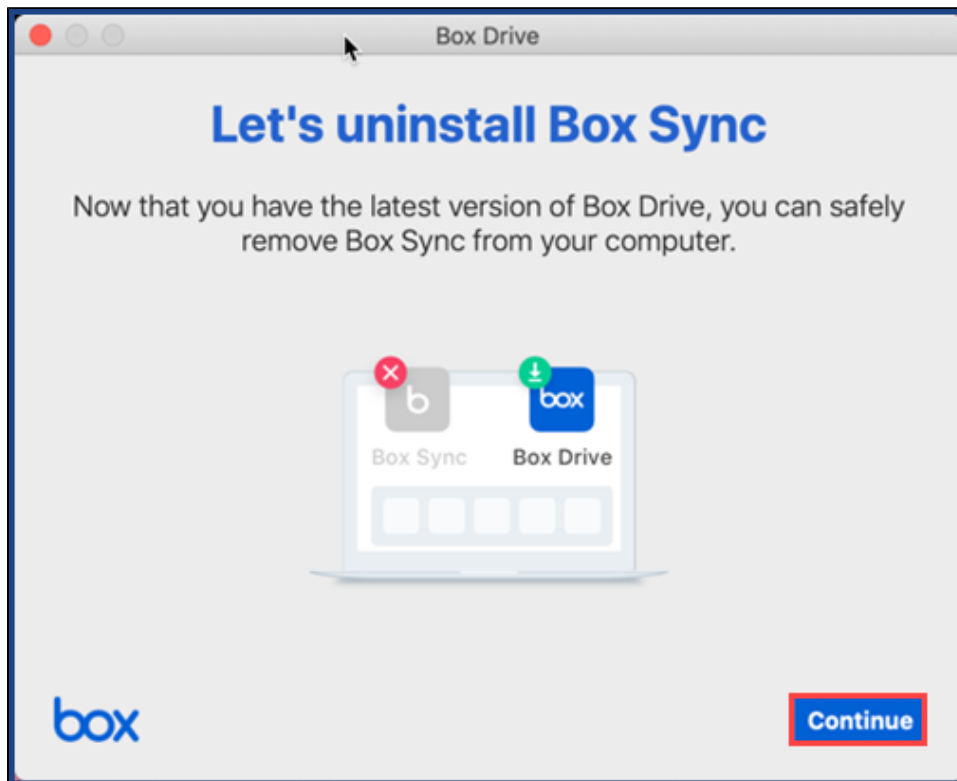 Box Drive
Let's uninstall Box Sync
Now that you have the latest version of Box Drive, you can safely
remove Box Sync from your computer.
b
box
Box Sync
Box Drive
box
Continue